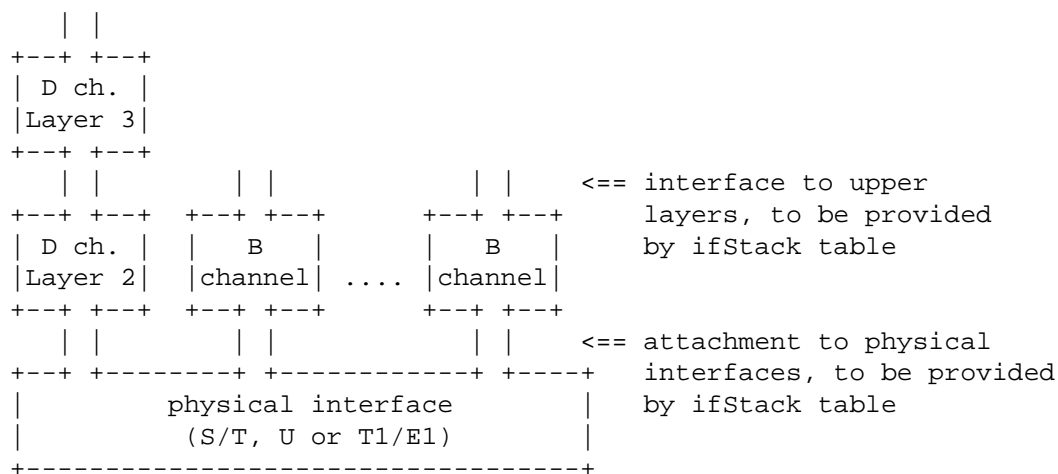 | |
+--+ +--+
| D ch. |
|Layer 3|
+--+ +--+
   | |       | |             | |    <== interface to upper
+--+ +--+ +--+ +--+      +--+ +--+      layers, to be provided
| D ch. | |   B   |      |   B   |      by ifStack table
|Layer 2| |channel| .... |channel|
+--+ +--+ +--+ +--+      +--+ +--+
   | |       | |            | |     <== attachment to physical
+--+ +--------+ +------------+ +----+   interfaces, to be provided
|         physical interface        |   by ifStack table
|          (S/T, U or T1/E1)        |
+-----------------------------------+